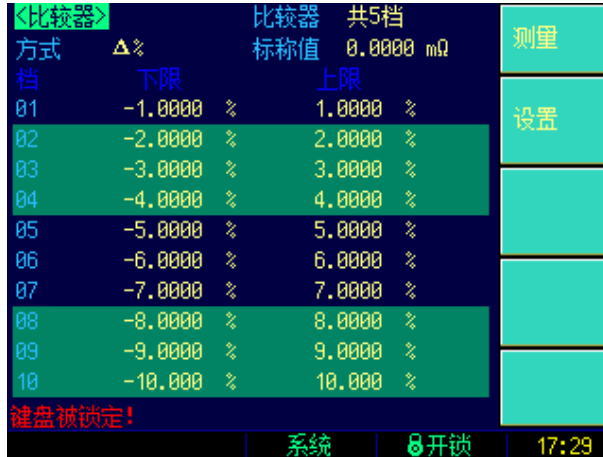 <比较器> 比较器 共5档 测量
方式 Δ% 标称值 0.0000 mΩ
档 下限 上限
01 -1.0000 % 1.0000 % 设置
02 -2.0000 % 2.0000 %
03 -3.0000 % 3.0000 %
04 -4.0000 % 4.0000 %
05 -5.0000 % 5.0000 %
06 -6.0000 % 6.0000 %
07 -7.0000 % 7.0000 %
08 -8.0000 % 8.0000 %
09 -9.0000 % 9.0000 %
10 -10.000 % 10.000 %
键盘被锁定!
系统 开锁 17:29